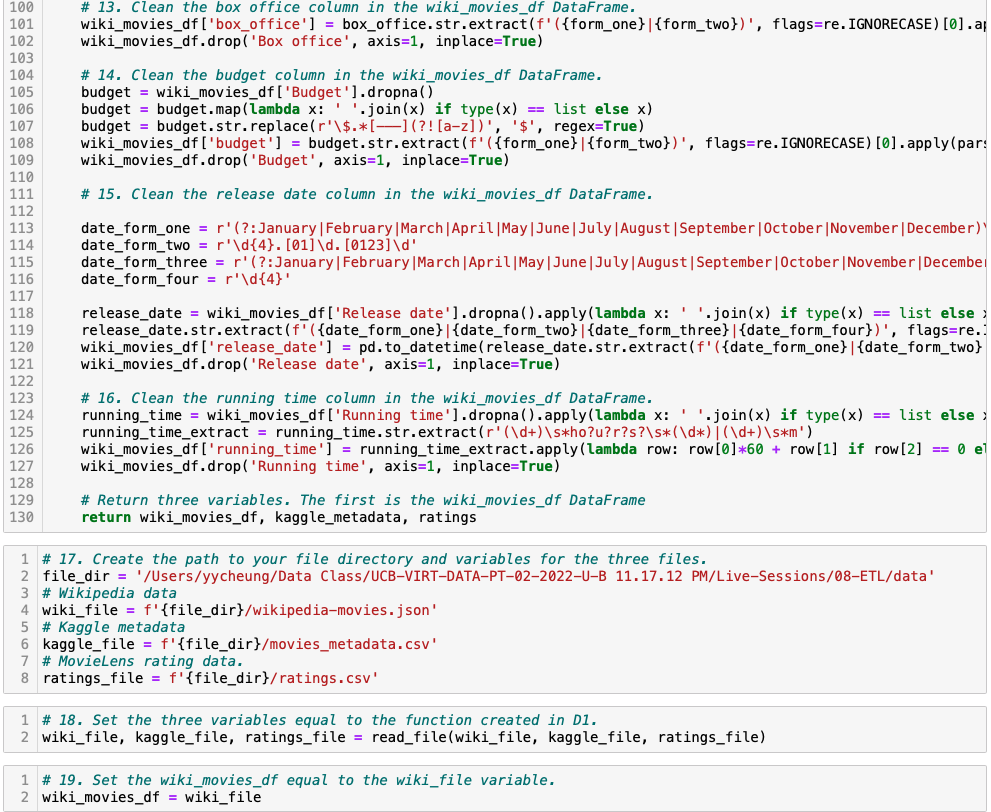 100 # 13. Clean the box office column in the wiki_movies_df DataFrame.
101 wiki_movies_df['box_office'] = box_office.str.extract(f'({form_one}|{form_two})', flags=re.IGNORECASE)[0].ap
102 wiki_movies_df.drop('Box office', axis=1, inplace=True)
103
104 # 14. Clean the budget column in the wiki_movies_df DataFrame.
105 budget = wiki_movies_df['Budget'].dropna()
106 budget = budget.map(lambda x: ' '.join(x) if type(x) == list else x)
107 budget = budget.str.replace(r'\$.*[-—–](?![a-z])', '$', regex=True)
108 wiki_movies_df['budget'] = budget.str.extract(f'({form_one}|{form_two})', flags=re.IGNORECASE)[0].apply(pars
109 wiki_movies_df.drop('Budget', axis=1, inplace=True)
110
111 # 15. Clean the release date column in the wiki_movies_df DataFrame.
112
113 date_form_one = r'(?:January|February|March|April|May|June|July|August|September|October|November|December)\
114 date_form_two = r'\d{4}.[01]\d.[0123]\d'
115 date_form_three = r'(?:January|February|March|April|May|June|July|August|September|October|November|December
116 date_form_four = r'\d{4}'
117
118 release_date = wiki_movies_df['Release date'].dropna().apply(lambda x: ' '.join(x) if type(x) == list else x
119 release_date.str.extract(f'({date_form_one}|{date_form_two}|{date_form_three}|{date_form_four})', flags=re.I
120 wiki_movies_df['release_date'] = pd.to_datetime(release_date.str.extract(f'({date_form_one}|{date_form_two}
121 wiki_movies_df.drop('Release date', axis=1, inplace=True)
122
123 # 16. Clean the running time column in the wiki_movies_df DataFrame.
124 running_time = wiki_movies_df['Running time'].dropna().apply(lambda x: ' '.join(x) if type(x) == list else x
125 running_time_extract = running_time.str.extract(r'(\d+)\s*ho?u?r?s?\s*(\d*)|(\d+)\s*m')
126 wiki_movies_df['running_time'] = running_time_extract.apply(lambda row: row[0]*60 + row[1] if row[2] == 0 el
127 wiki_movies_df.drop('Running time', axis=1, inplace=True)
128
129 # Return three variables. The first is the wiki_movies_df DataFrame
130 return wiki_movies_df, kaggle_metadata, ratings
1 # 17. Create the path to your file directory and variables for the three files.
2 file_dir = '/Users/yycheung/Data Class/UCB-VIRT-DATA-PT-02-2022-U-B 11.17.12 PM/Live-Sessions/08-ETL/data'
3 # Wikipedia data
4 wiki_file = f'{file_dir}/wikipedia-movies.json'
5 # Kaggle metadata
6 kaggle_file = f'{file_dir}/movies_metadata.csv'
7 # MovieLens rating data.
8 ratings_file = f'{file_dir}/ratings.csv'
1 # 18. Set the three variables equal to the function created in D1.
2 wiki_file, kaggle_file, ratings_file = read_file(wiki_file, kaggle_file, ratings_file)
1 # 19. Set the wiki_movies_df equal to the wiki_file variable.
2 wiki_movies_df = wiki_file